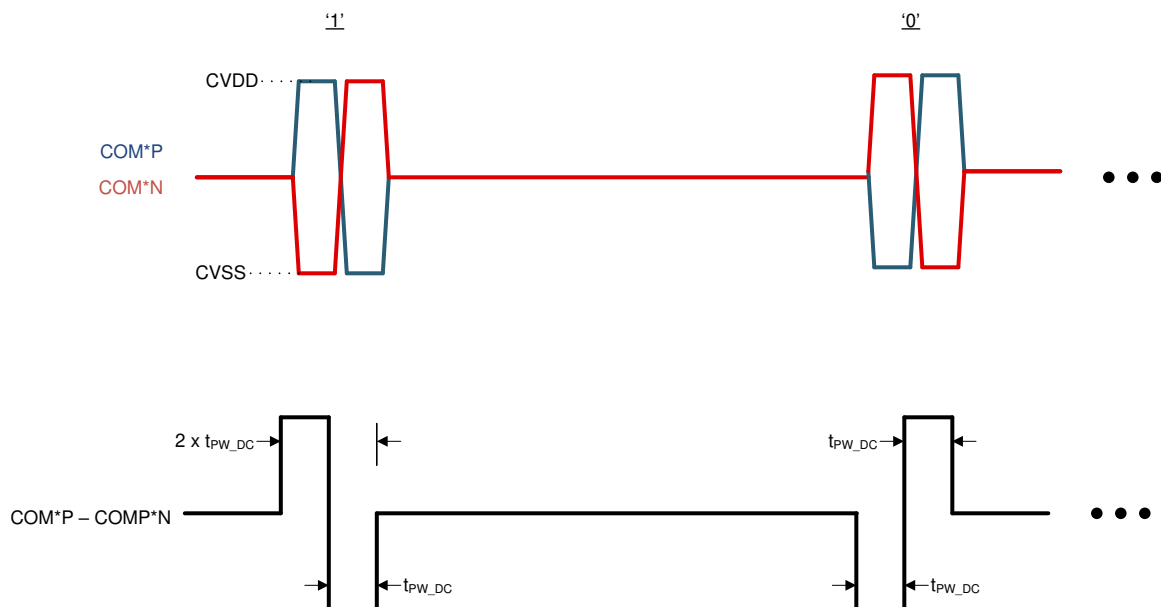 '1' '0'
CVDD
COM*P
COM*N
CVSS
2 x tPW_DC tPW_DC
COM*P – COMP*N
tPW_DC tPW_DC